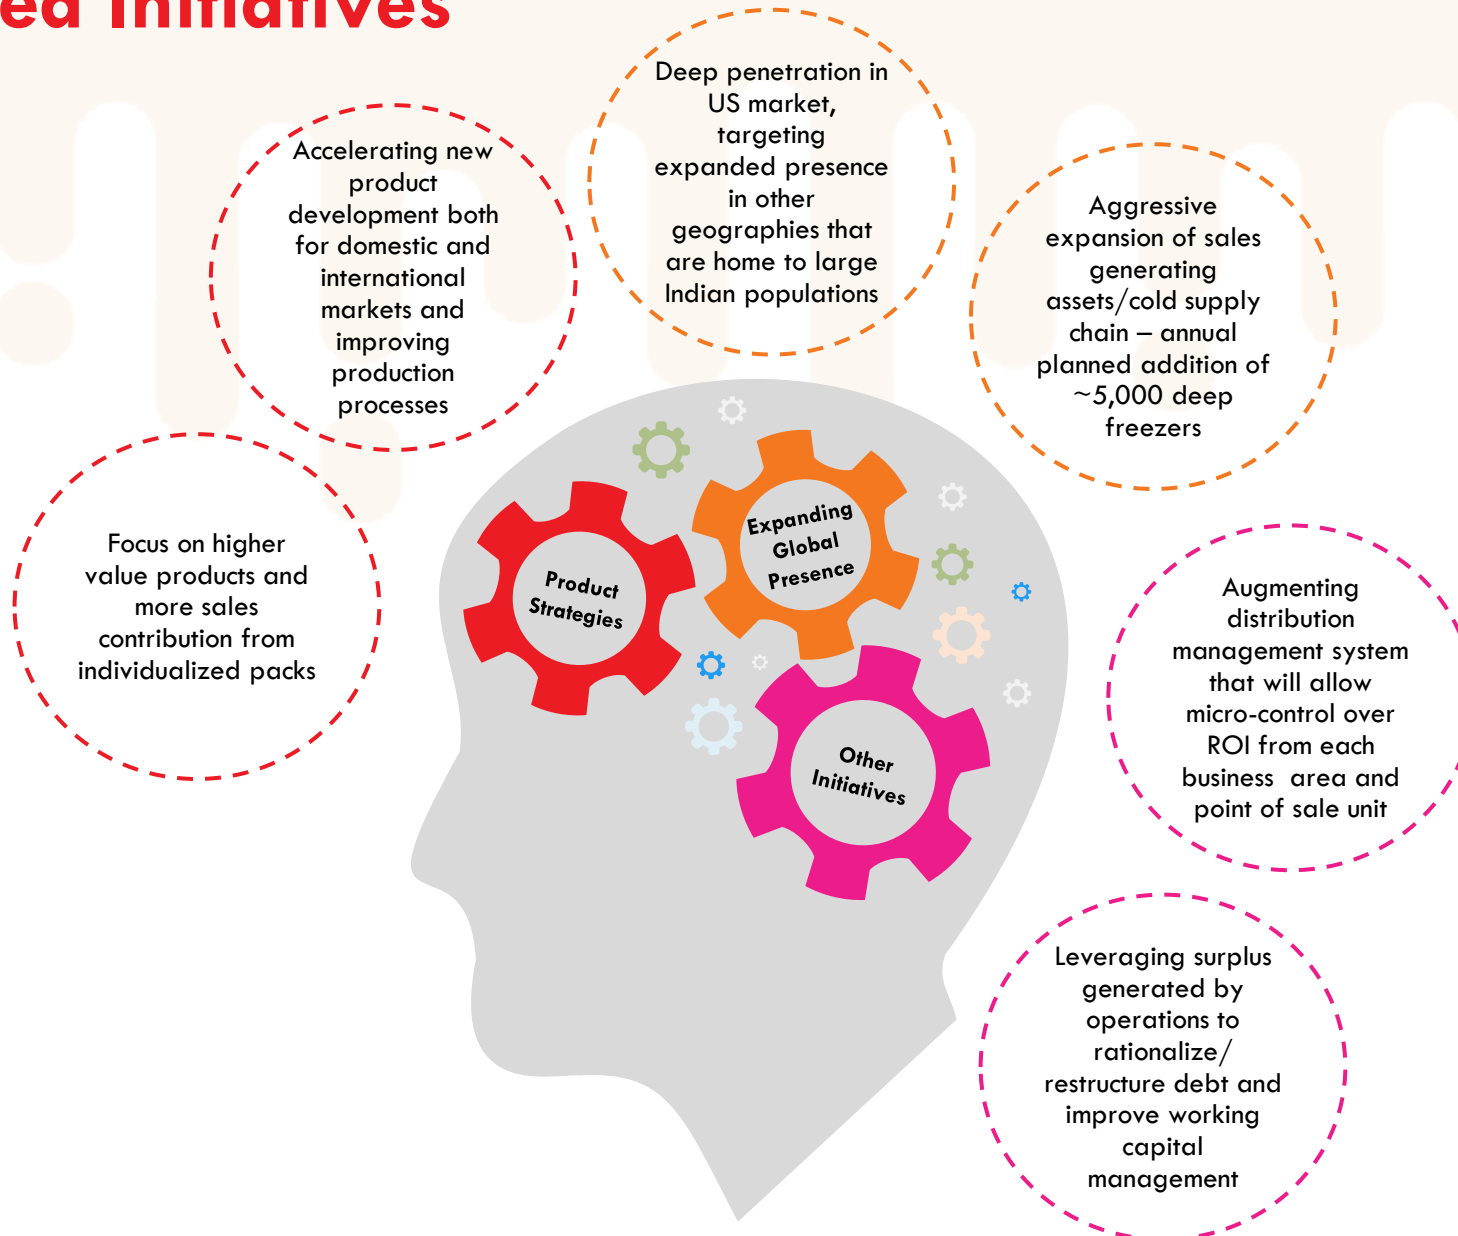 ed Initiatives
Deep penetration in
US market,
targeting
expanded presence
in other
geographies that
are home to large
Indian populations
Accelerating new
product
development both
for domestic and
international
markets and
improving
production
processes
Aggressive
expansion of sales
generating
assets/cold supply
chain – annual
planned addition of
~5,000 deep
freezers
Focus on higher
value products and
more sales
contribution from
individualized packs
Product
Strategies
Expanding
Global
Presence
Other
Initiatives
Augmenting
distribution
management system
that will allow
micro-control over
ROI from each
business area and
point of sale unit
Leveraging surplus
generated by
operations to
rationalize/
restructure debt and
improve working
capital
management